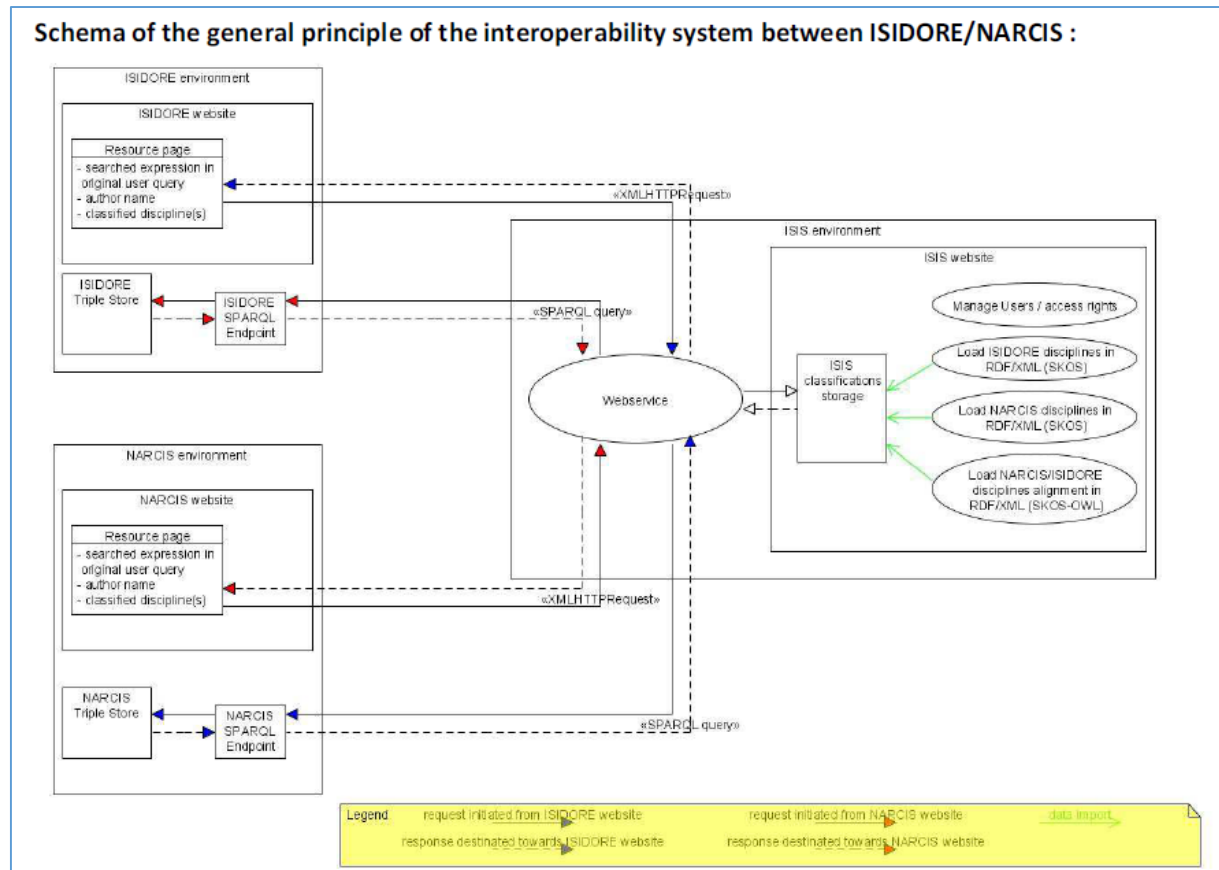 Schema of the general principle of the interoperability system between ISIDORE/NARCIS :
ISIDORE environment
ISIDORE website
Resource page
- searched expression in
original user query
- author name
- classified discipline(s)
«XMLHTTPRequest»
ISIDORE
Triple Store
ISIDORE
SPARQL
Endpoint
«SPARQL query»
ISIS environment
ISIS website
Manage Users / access rights
Load ISIDORE disciplines in
RDF/XML (SKOS)
ISIS
classifications
storage
Webservice
Load NARCIS disciplines in
RDF/XML (SKOS)
Load NARCIS/ISIDORE
disciplines alignment in
RDF/XML (SKOS-OWL)
NARCIS environment
NARCIS website
Resource page
- searched expression in
original user query
- author name
- classified discipline(s)
«XMLHTTPRequest»
NARCIS
Triple Store
NARCIS
SPARQL
Endpoint
«SPARQL query»
Legend
request initiated from ISIDORE website
request initiated from NARCIS website
data import
response destinated towards ISIDORE website
response destinated towards NARCIS website